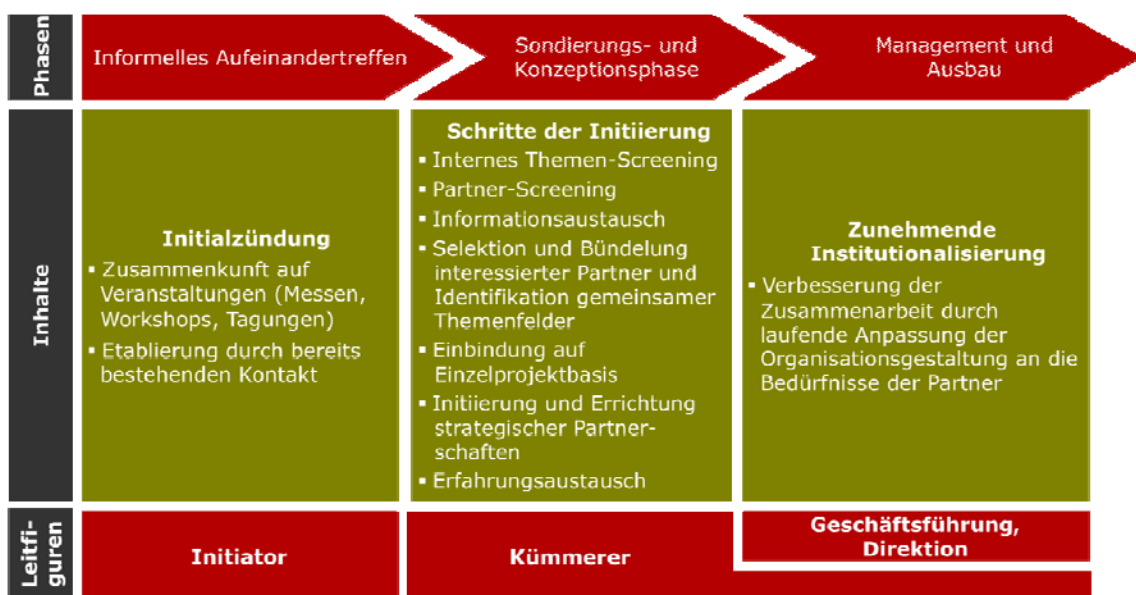 Phasen
Informelles Aufeinandertreffen
Sondierungs- und
Konzeptionsphase
Management und
Ausbau
Inhalte
Initialzündung
▪ Zusammenkunft auf
Veranstaltungen (Messen,
Workshops, Tagungen)
▪ Etablierung durch bereits
bestehenden Kontakt
Schritte der Initiierung
▪ Internes Themen-Screening
▪ Partner-Screening
▪ Informationsaustausch
▪ Selektion und Bündelung
interessierter Partner und
Identifikation gemeinsamer
Themenfelder
▪ Einbindung auf
Einzelprojektbasis
▪ Initiierung und Errichtung
strategischer Partner-
schaften
▪ Erfahrungsaustausch
Zunehmende
Institutionalisierung
▪ Verbesserung der
Zusammenarbeit durch
laufende Anpassung der
Organisationsgestaltung an die
Bedürfnisse der Partner
Leitfi-
guren
Initiator
Kümmerer
Geschäftsführung,
Direktion